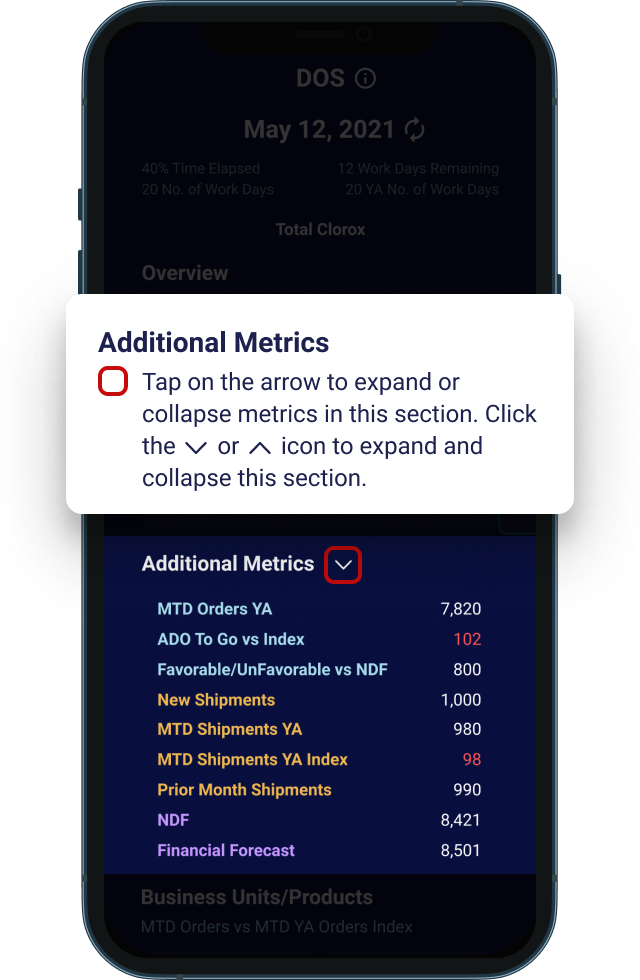 DOS
May 12, 2021
40% Time Elapsed 12 Work Days Remaining
20 No. of Work Days 20 YA No. of Work Days
Total Clorox
Overview
Additional Metrics
Tap on the arrow to expand or
collapse metrics in this section. Click
the or icon to expand and
collapse this section.
Additional Metrics
MTD Orders YA 7,820
ADO To Go vs Index 102
Favorable/UnFavorable vs NDF 800
New Shipments 1,000
MTD Shipments YA 980
MTD Shipments YA Index 98
Prior Month Shipments 990
NDF 8,421
Financial Forecast 8,501
Business Units/Products
MTD Orders vs MTD YA Orders Index